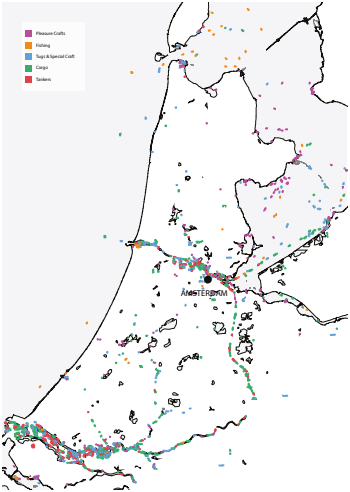 Pleasure Crafts
Fishing
Tugs & Special Craft
Cargo
Tankers
AMSTERDAM